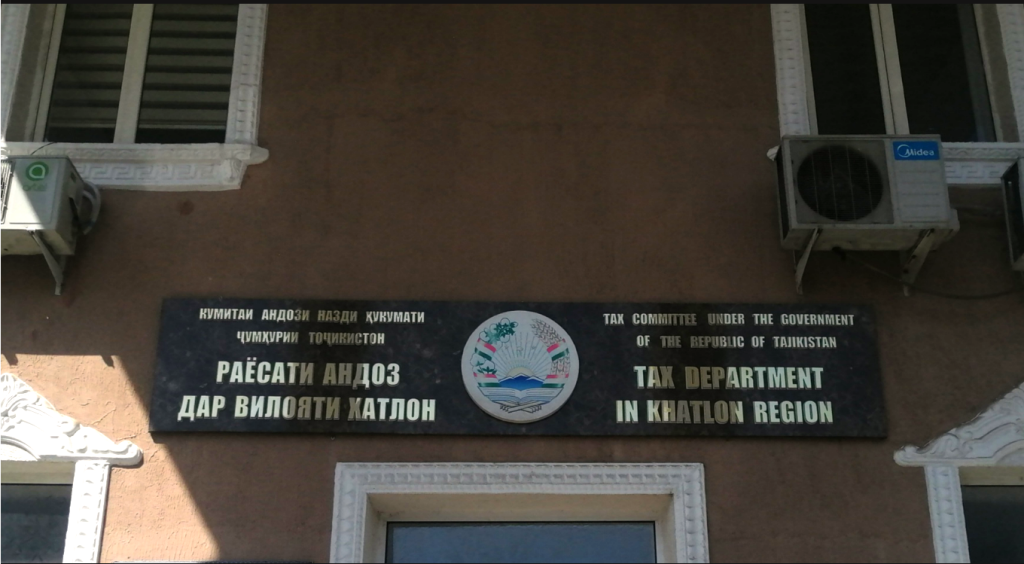 Midea
КУМИТАИ АНДОЗИ НАЗДИ ҲУКУМАТИ
ҶУМҲУРИИ ТОҶИКИСТОН
РАЁСАТИ АНДОЗ
ДАР ВИЛОЯТИ ХАТЛОН
TAX COMMITTEE UNDER THE GOVERNMENT
OF THE REPUBLIC OF TAJIKISTAN
TAX DEPARTMENT
IN KHATLON REGION